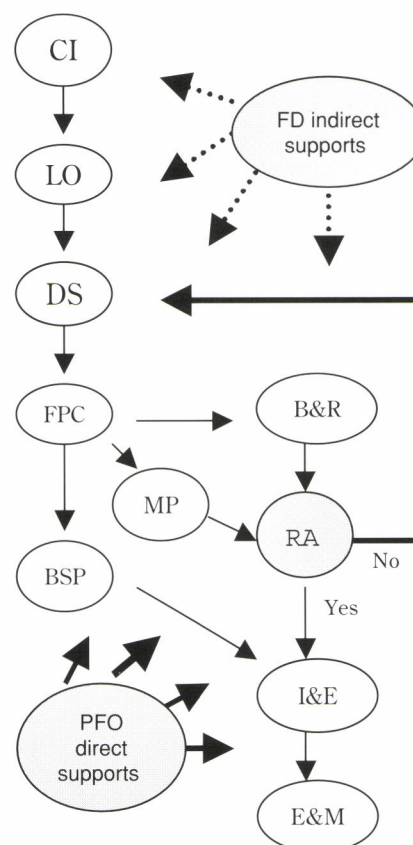 CI
FD indirect
supports
LO
DS
FPC
B&R
MP
RA
No
BSP
Yes
I&E
PFO
direct
supports
E&M